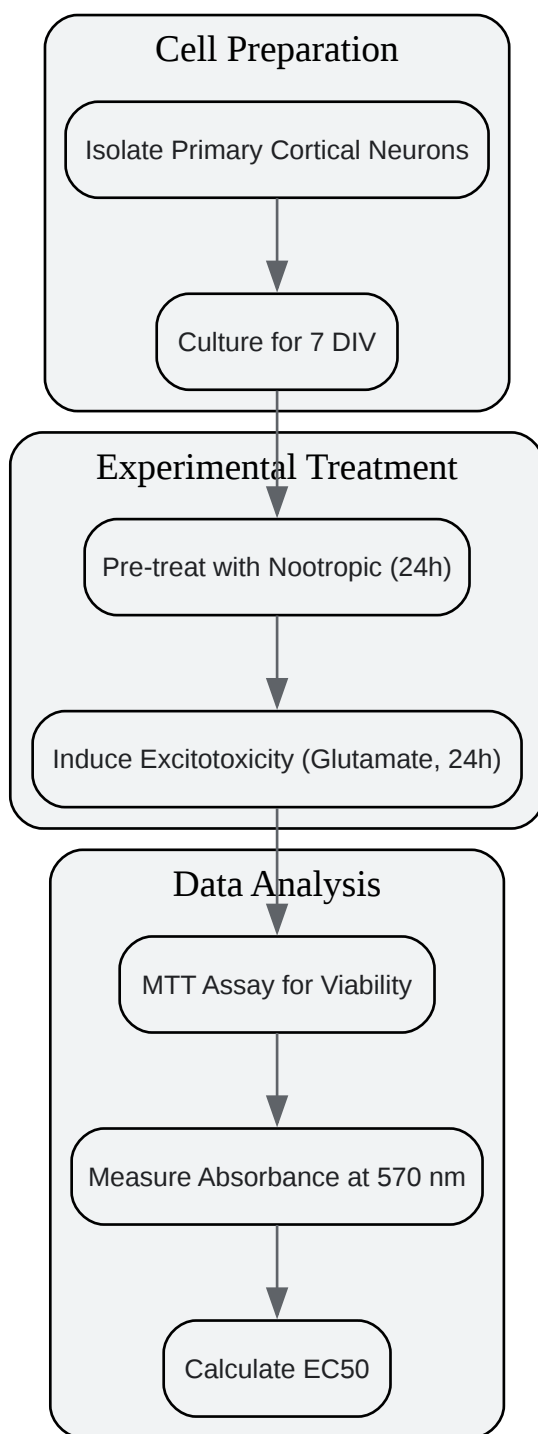 Cell Preparation
Isolate Primary Cortical Neurons
Culture for 7 DIV
Experimental Treatment
Pre-treat with Nootropic (24h)
Induce Excitotoxicity (Glutamate, 24h)
Data Analysis
MTT Assay for Viability
Measure Absorbance at 570 nm
Calculate EC50